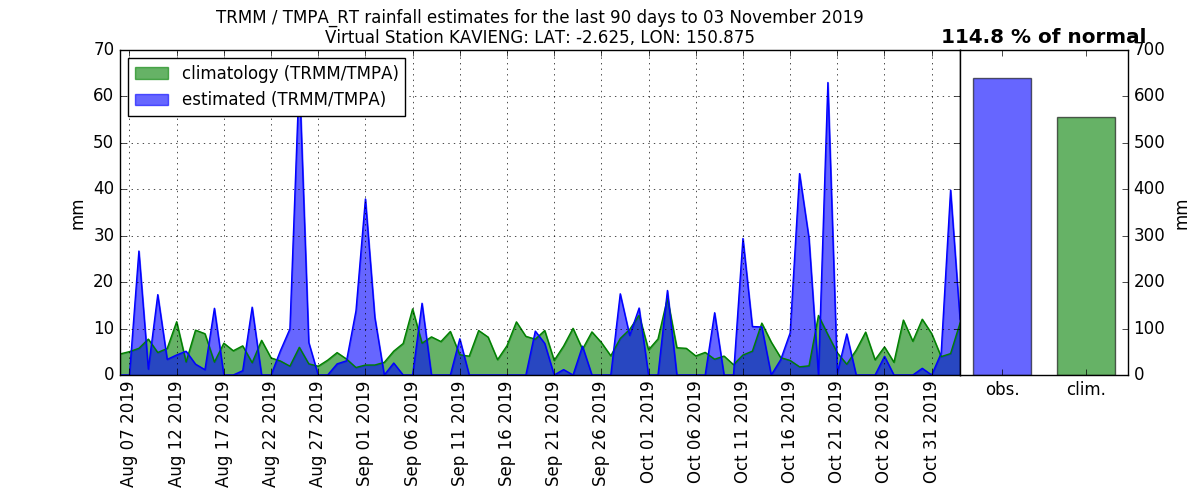 TRMM / TMPA_RT rainfall estimates for the last 90 days to 03 November 2019
Virtual Station KAVIENG: LAT: -2.625, LON: 150.875
114.8 % of normal
climatology (TRMM/TMPA)
estimated (TRMM/TMPA)
70
60
50
40
30
20
10
0
mm
700
600
500
400
300
200
100
0
mm
Aug 07 2019
Aug 12 2019
Aug 17 2019
Aug 22 2019
Aug 27 2019
Sep 01 2019
Sep 06 2019
Sep 11 2019
Sep 16 2019
Sep 21 2019
Sep 26 2019
Oct 01 2019
Oct 06 2019
Oct 11 2019
Oct 16 2019
Oct 21 2019
Oct 26 2019
Oct 31 2019
obs.
clim.